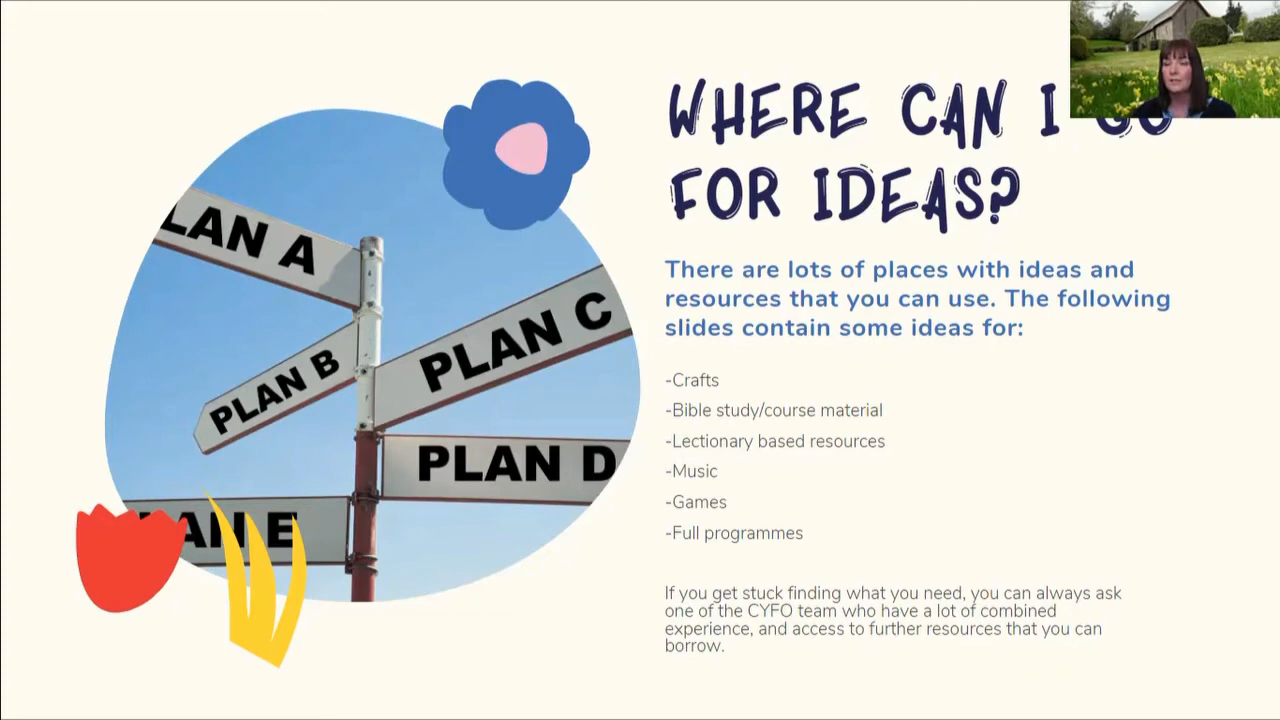 WHERE CAN I GO
FOR IDEAS?
There are lots of places with ideas and
resources that you can use. The following
slides contain some ideas for:
-Crafts
-Bible study/course material
-Lectionary based resources
-Music
-Games
-Full programmes
If you get stuck finding what you need, you can always ask
one of the CYFO team who have a lot of combined
experience, and access to further resources that you can
borrow.
LAN A
PLAN C
PLAN B
PLAN D
LAN E